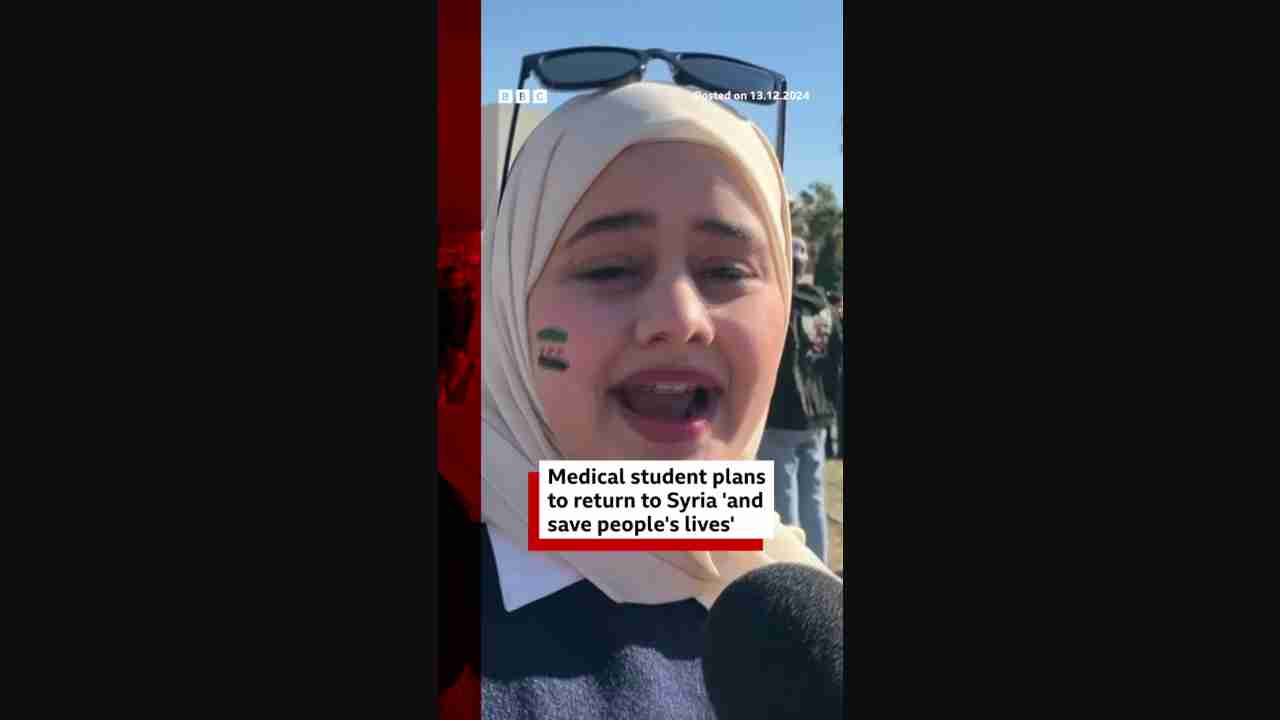 BBC
Posted on 13.12.2024
Medical student plans
to return to Syria 'and
save people's lives'